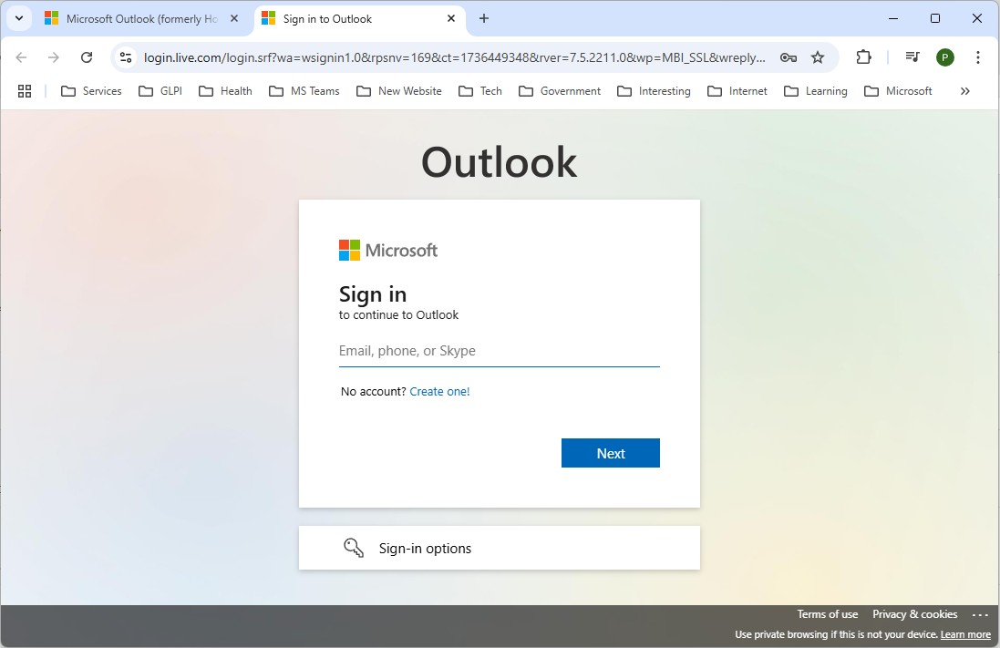 Microsoft Outlook (formerly Ho
Sign in to Outlook
login.live.com/login.srf?wa=wsignin1.0&rpsnv=169&ct=1736449348&rver=7.5.2211.0&wp=MBI_SSL&wreply...
P
Services GLPI Health MS Teams New Website Tech Government Interesting Internet Learning Microsoft
Outlook
Microsoft
Sign in
to continue to Outlook
Email, phone, or Skype
No account? Create one!
Next
Sign-in options
Terms of use Privacy & cookies ...
Use private browsing if this is not your device. Learn more